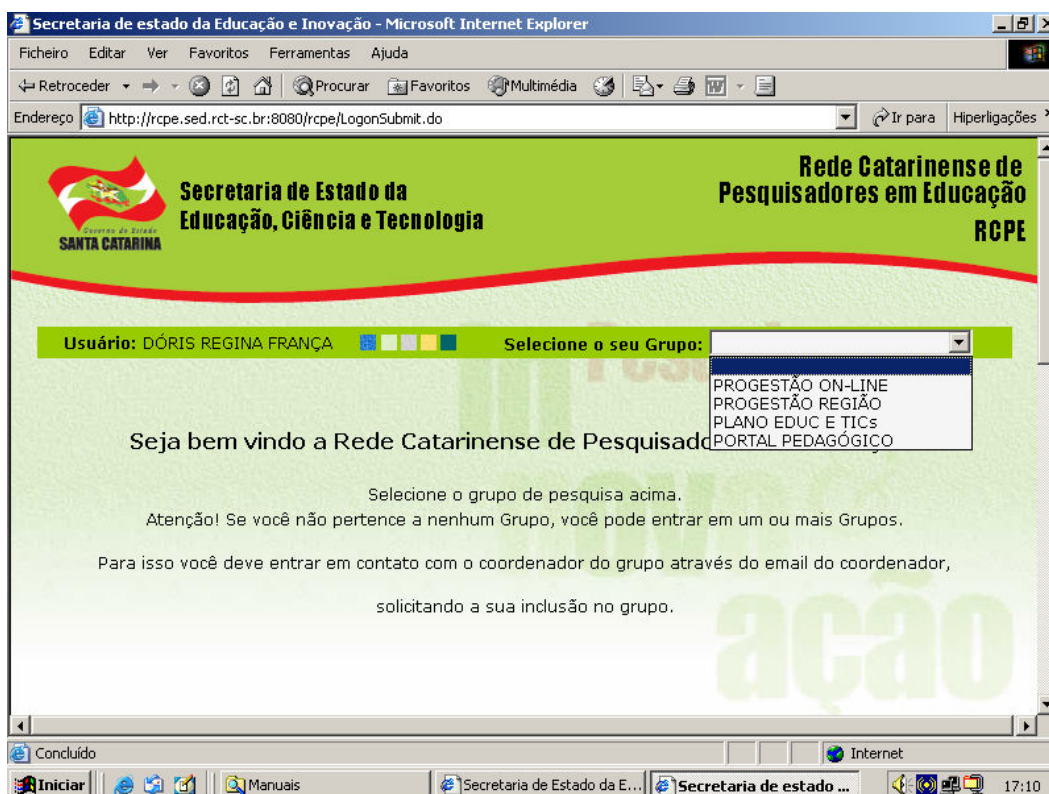 Secretaria de estado da Educação e Inovação - Microsoft Internet Explorer
Ficheiro Editar Ver Favoritos Ferramentas Ajuda
Retroceder Procurar Favoritos Multimédia
Endereço http://rcpe.sed.rct-sc.br:8080/rcpe/LogonSubmit.do Ir para Hiperligações
Secretaria de Estado da
Educação, Ciência e Tecnologia
Governo do Estado
SANTA CATARINA
Rede Catarinense de
Pesquisadores em Educação
RCPE
Usuário: DÓRIS REGINA FRANÇA Selecione o seu Grupo:
PROGESTÃO ON-LINE
PROGESTÃO REGIÃO
PLANO EDUC E TICs
PORTAL PEDAGÓGICO
Seja bem vindo a Rede Catarinense de Pesquisado
Selecione o grupo de pesquisa acima.
Atenção! Se você não pertence a nenhum Grupo, você pode entrar em um ou mais Grupos.
Para isso você deve entrar em contato com o coordenador do grupo através do email do coordenador,
solicitando a sua inclusão no grupo.
ação
Concluído Internet
Iniciar Manuais Secretaria de Estado da E... Secretaria de estado ... 17:10